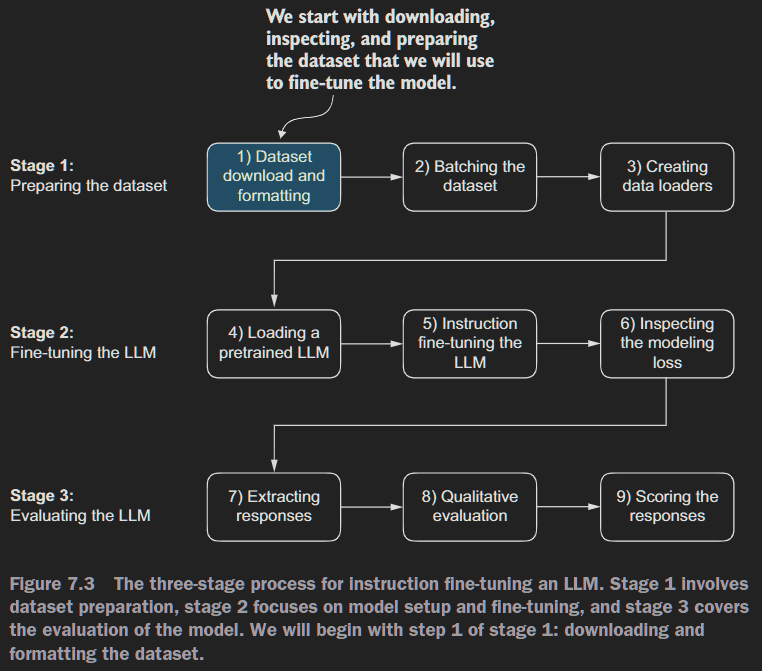 We start with downloading,
inspecting, and preparing
the dataset that we will use
to fine-tune the model.
Stage 1:
Preparing the dataset
1) Dataset
download and
formatting
2) Batching the
dataset
3) Creating
data loaders
Stage 2:
Fine-tuning the LLM
4) Loading a
pretrained LLM
5) Instruction
fine-tuning the
LLM
6) Inspecting
the modeling
loss
Stage 3:
Evaluating the LLM
7) Extracting
responses
8) Qualitative
evaluation
9) Scoring the
responses
Figure 7.3 The three-stage process for instruction fine-tuning an LLM. Stage 1 involves
dataset preparation, stage 2 focuses on model setup and fine-tuning, and stage 3 covers
the evaluation of the model. We will begin with step 1 of stage 1: downloading and
formatting the dataset.